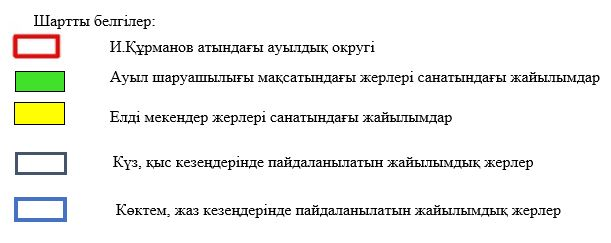 Шартты белгілер:
И.Құрманов атындағы ауылдық округі
Ауыл шаруашылығы мақсатындағы жерлері санатындағы жайылымдар
Елді мекендер жерлері санатындағы жайылымдар
Күз, қыс кезеңдерінде пайдаланылатын жайылымдық жерлер
Көктем, жаз кезеңдерінде пайдаланылатын жайылымдық жерлер